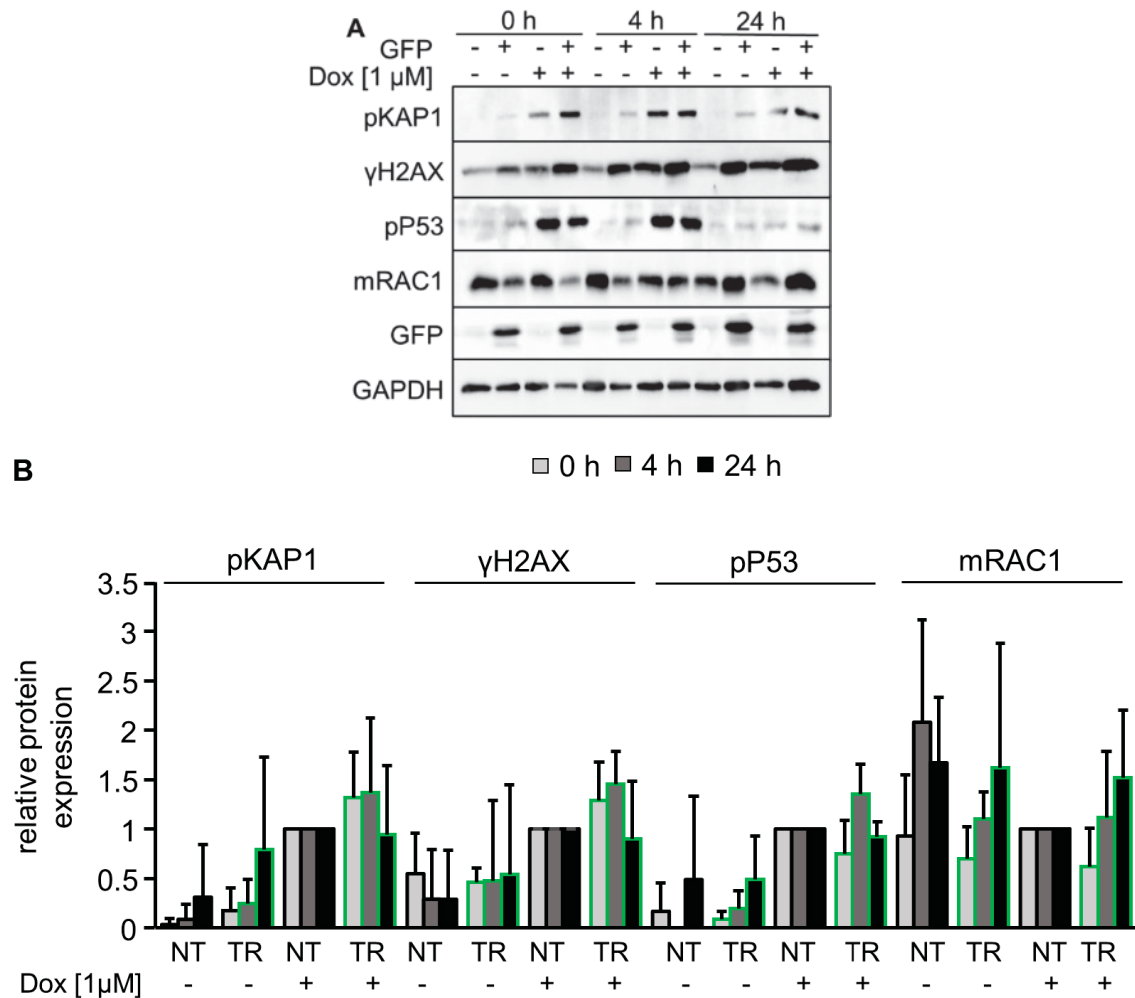 A
0 h 4 h 24 h
GFP - + - + - + - + - + - +
Dox [1 µM] - - + + - - + + - - + +
pKAP1
γH2AX
pP53
mRAC1
GFP
GAPDH
B
0 h 4 h 24 h
pKAP1 γH2AX pP53 mRAC1
relative protein
expression
3.5
3
2.5
2
1.5
1
0.5
0
NT TR NT TR NT TR NT TR NT TR NT TR NT TR NT TR
Dox [1µM] - - + + - - + + - - + + - - + +